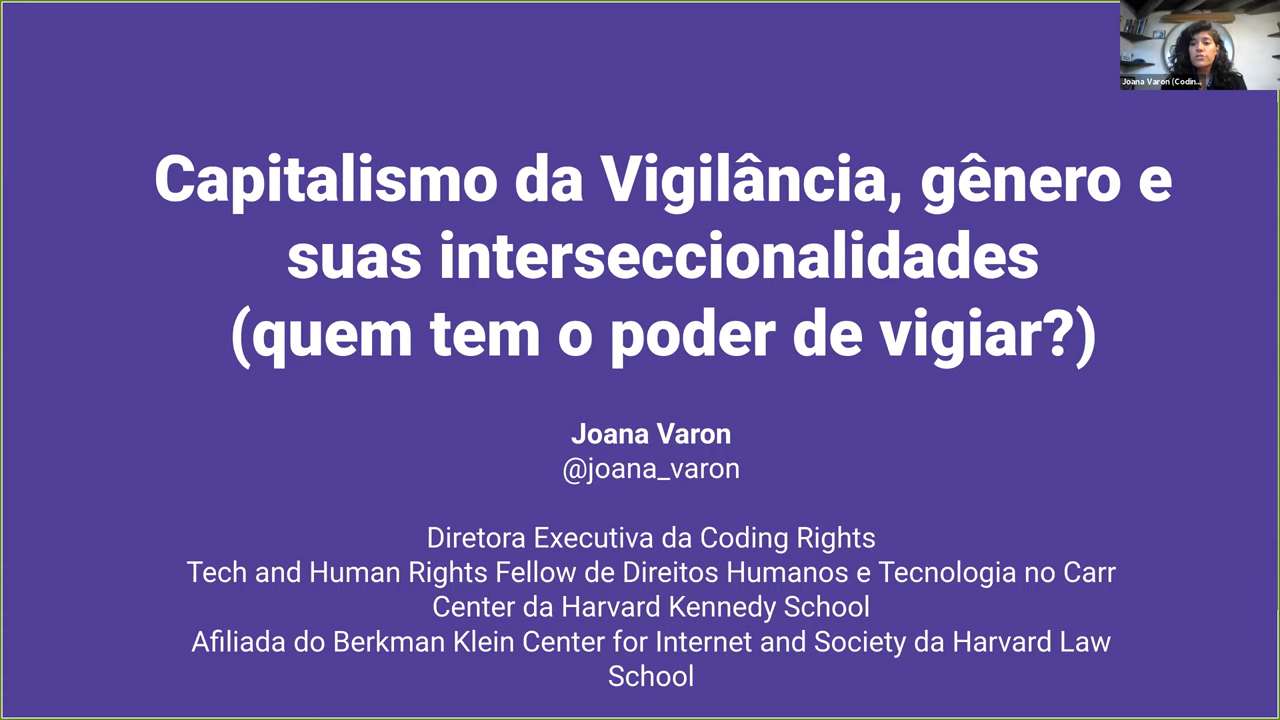 Joana Varon (Codin...
Capitalismo da Vigilância, gênero e
suas interseccionalidades
(quem tem o poder de vigiar?)
Joana Varon
@joana_varon
Diretora Executiva da Coding Rights
Tech and Human Rights Fellow de Direitos Humanos e Tecnologia no Carr
Center da Harvard Kennedy School
Afiliada do Berkman Klein Center for Internet and Society da Harvard Law
School